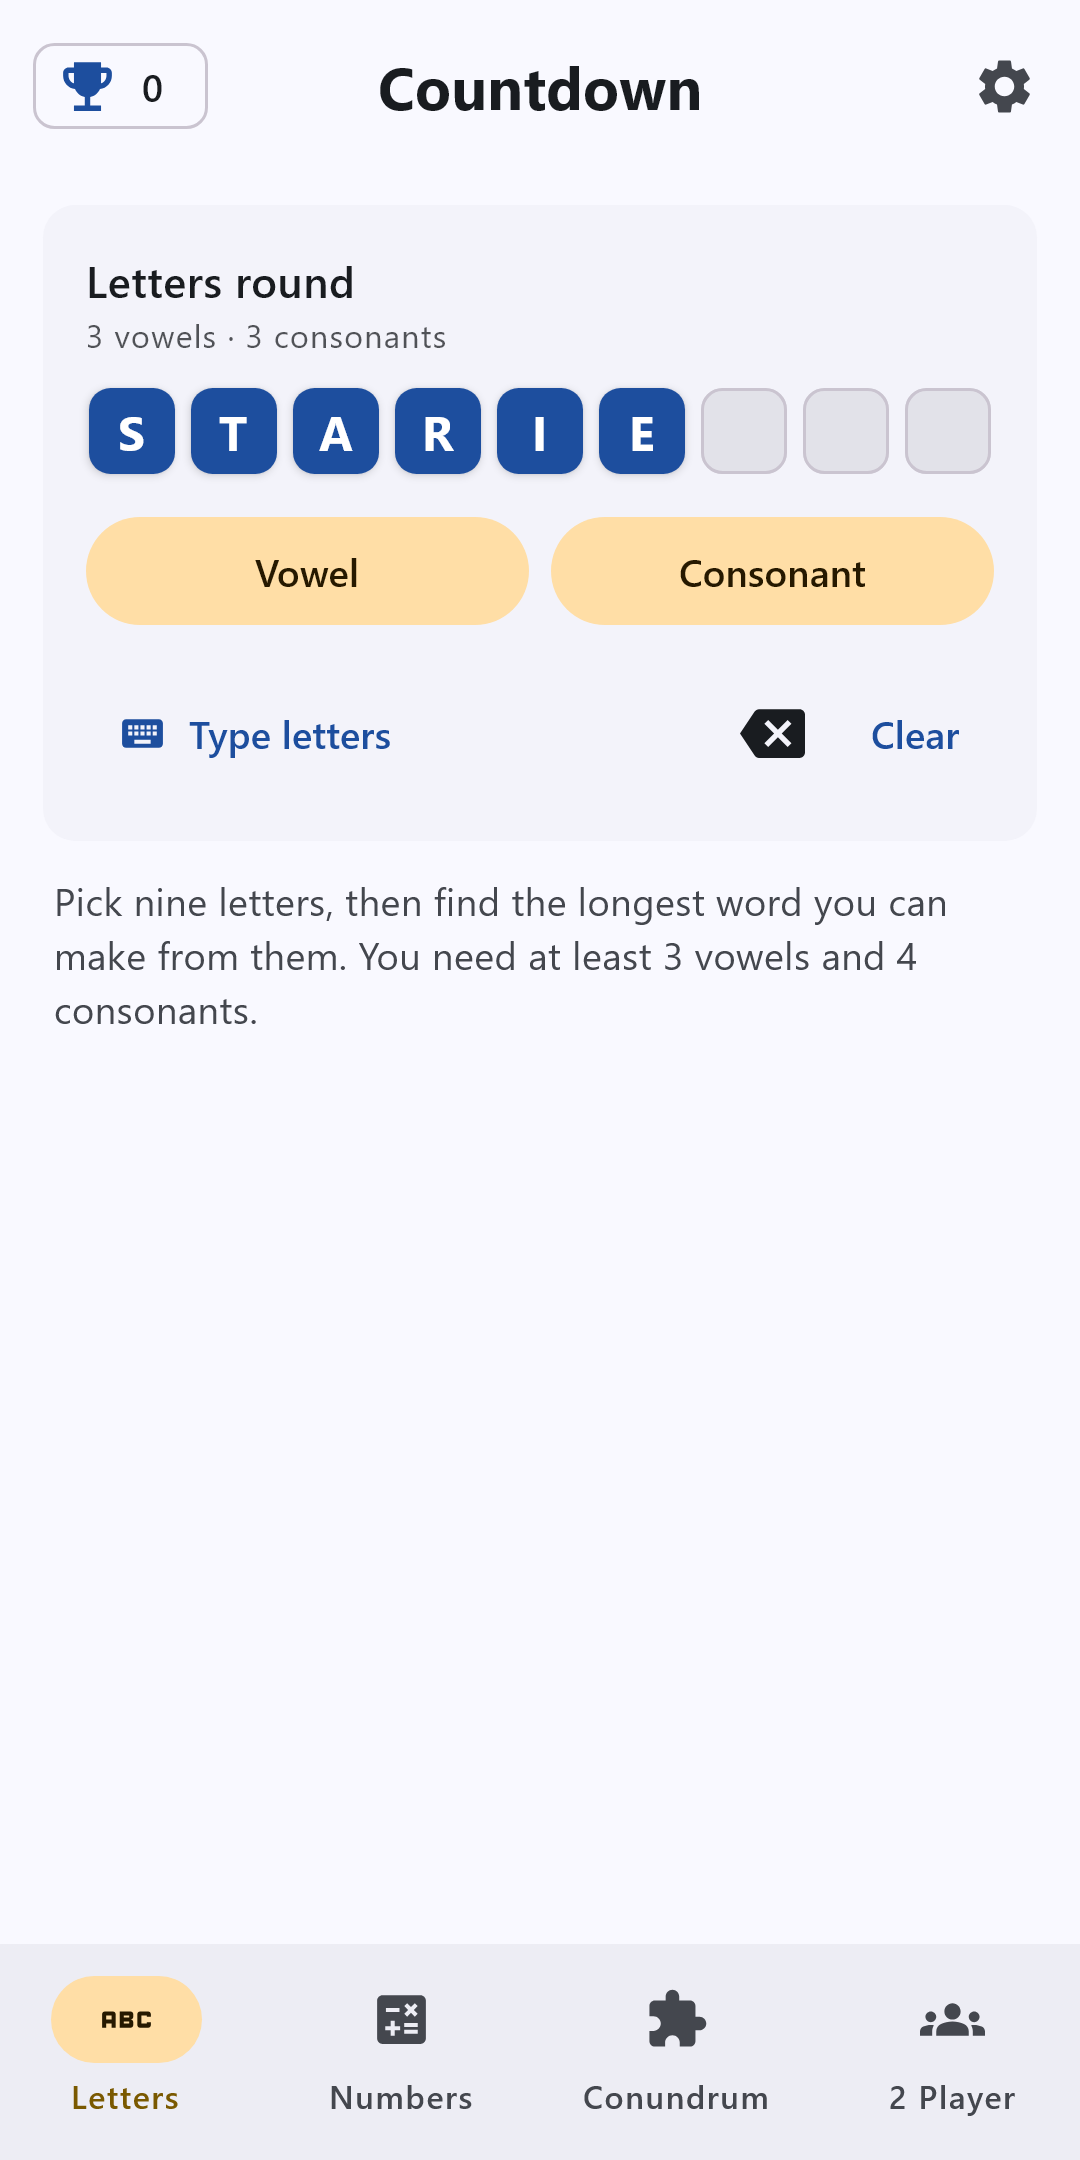 0
Countdown
Letters round
3 vowels · 3 consonants
S T A R I E
Vowel Consonant
Type letters Clear
Pick nine letters, then find the longest word you can
make from them. You need at least 3 vowels and 4
consonants.
ABC
Letters Numbers Conundrum 2 Player